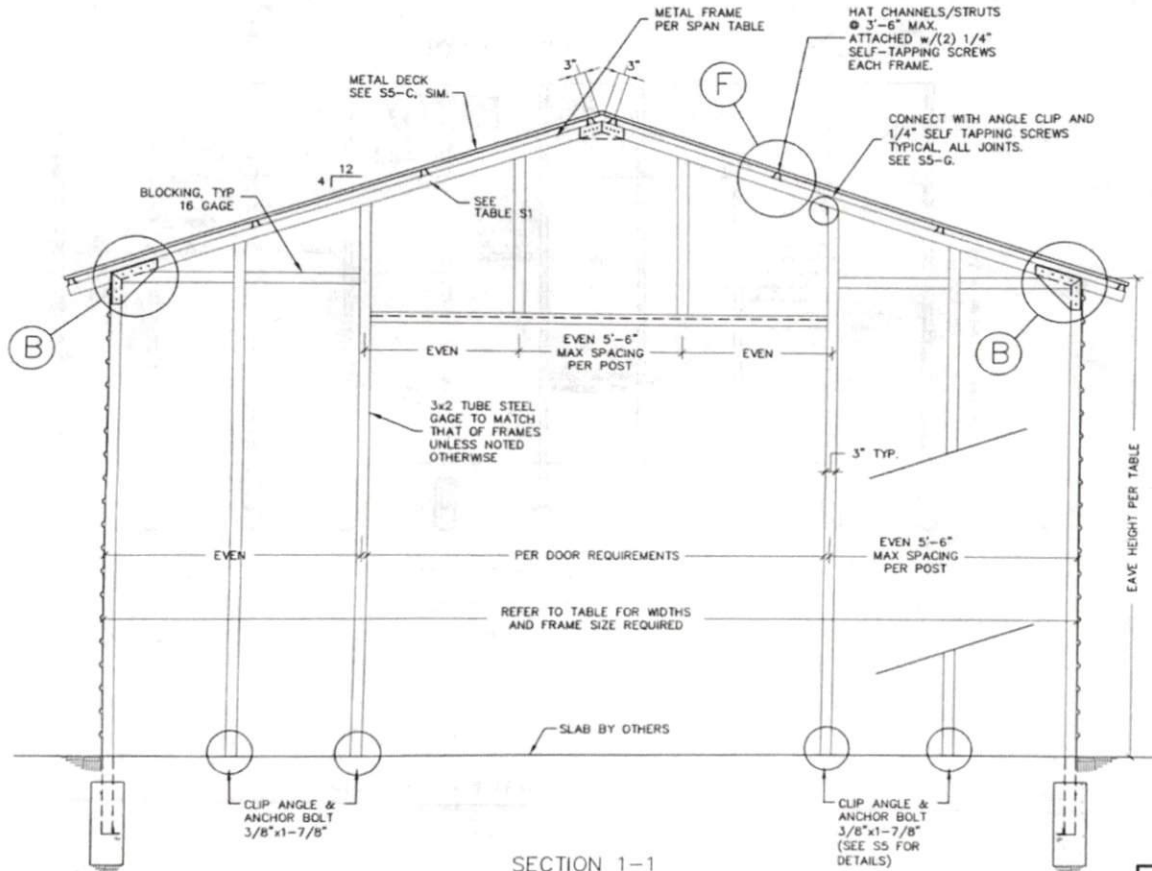 METAL FRAME
PER SPAN TABLE
HAT CHANNELS/STRUTS
@ 3'-6" MAX.
ATTACHED w/(2) 1/4"
SELF-TAPPING SCREWS
EACH FRAME.
3"
3"
METAL DECK
SEE S5-C, SIM.
F
CONNECT WITH ANGLE CLIP AND
1/4" SELF TAPPING SCREWS
TYPICAL, ALL JOINTS.
SEE S5-G.
12
4
BLOCKING, TYP
16 GAGE
SEE
TABLE S1
B
B
EVEN
EVEN 5'-6"
MAX SPACING
PER POST
EVEN
3x2 TUBE STEEL
GAGE TO MATCH
THAT OF FRAMES
UNLESS NOTED
OTHERWISE
3" TYP.
EAVE HEIGHT PER TABLE
EVEN
PER DOOR REQUIREMENTS
EVEN 5'-6"
MAX SPACING
PER POST
REFER TO TABLE FOR WIDTHS
AND FRAME SIZE REQUIRED
SLAB BY OTHERS
CLIP ANGLE &
ANCHOR BOLT
3/8"x1-7/8"
CLIP ANGLE &
ANCHOR BOLT
3/8"x1-7/8"
(SEE S5 FOR
DETAILS)
SECTION 1-1